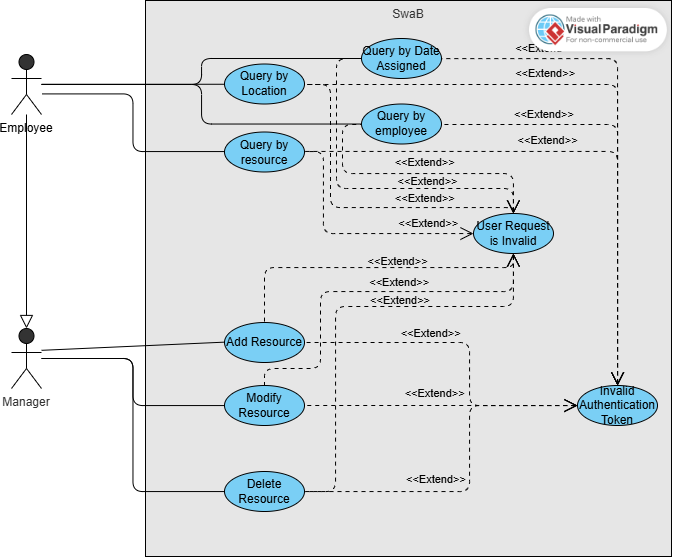 SwaB
Made with
VisualParadigm
For non-commercial use
Query by Date
Assigned
<<Extend>>
Query by
Location
<<Extend>>
Employee
Query by
employee
<<Extend>>
Query by
resource
<<Extend>>
<<Extend>>
<<Extend>>
<<Extend>>
<<Extend>>
User Request
is Invalid
<<Extend>>
<<Extend>>
<<Extend>>
Add Resource
<<Extend>>
Manager
Modify
Resource
<<Extend>>
Invalid
Authentication
Token
Delete
Resource
<<Extend>>